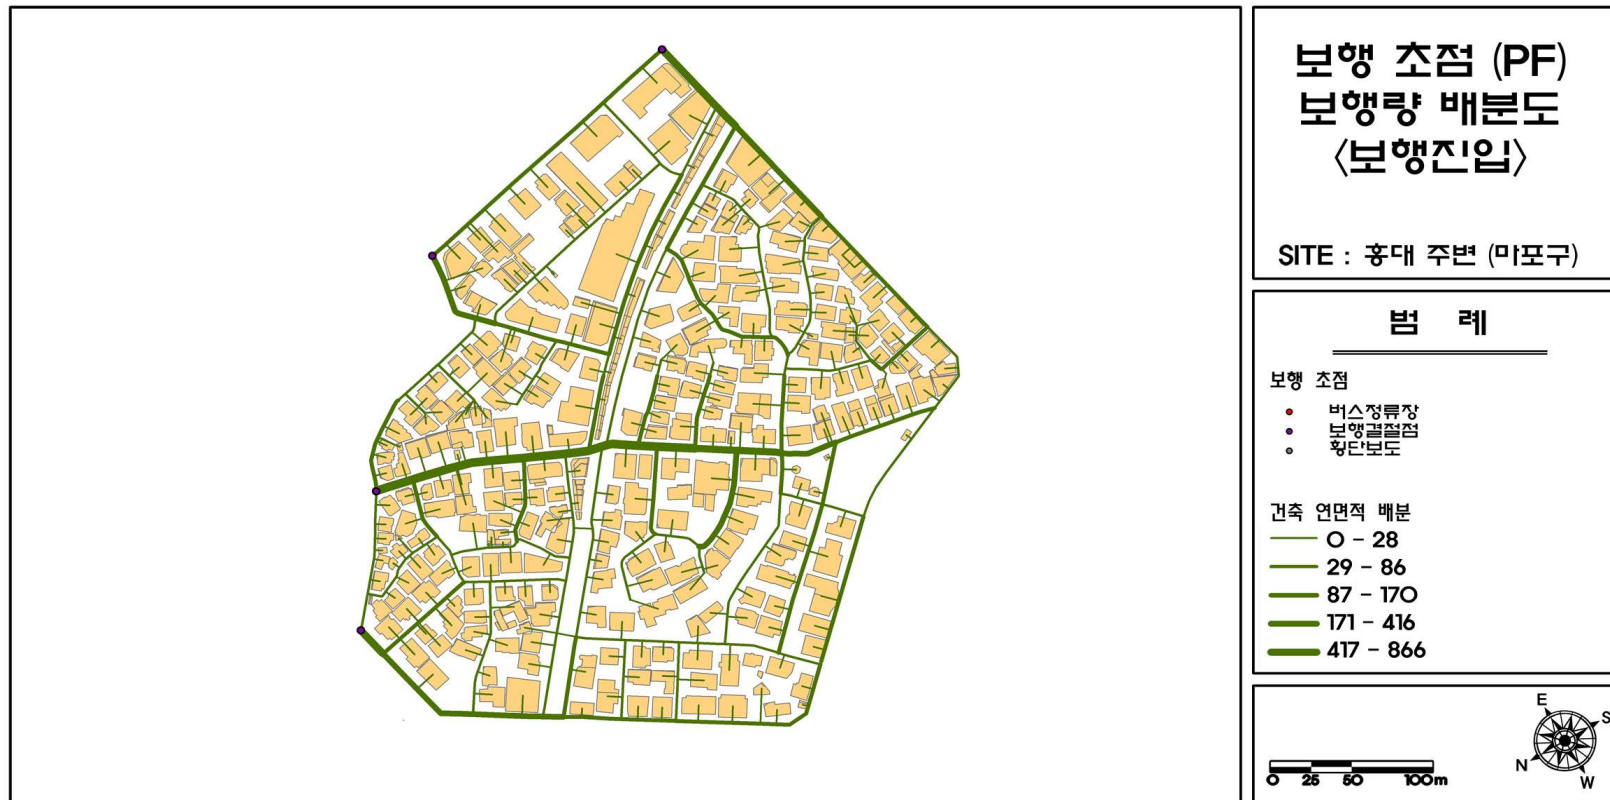 보행 초점 (PF)
보행량 배분도
<보행진입>
SITE : 홍대 주변 (마포구)
범 례
보행 초점
버스정류장
보행결절점
횡단보도
건축 연면적 배분
0 - 28
29 - 86
87 - 170
171 - 416
417 - 866
0 25 50 100m
E
S
N
W